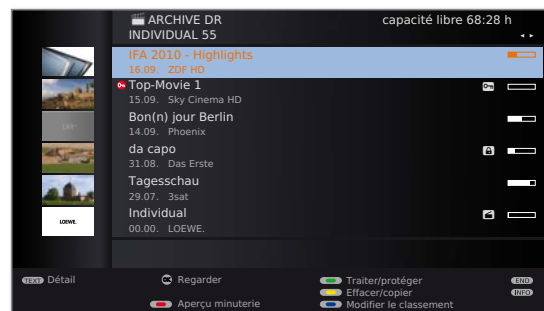 ARCHIVE DR capacité libre 68:28 h
INDIVIDUAL 55
IFA 2010 - Highlights
16.09. ZDF HD
Top-Movie 1
15.09. Sky Cinema HD
Bon(n) jour Berlin
14.09. Phoenix
da capo
31.08. Das Erste
Tagesschau
29.07. 3sat
Individual
00.00. LOEWE.
LOEWE.
TEXT Détail OK Regarder Traiter/protéger END
Effacer/copier INFO
Aperçu minuterie Modifier le classement